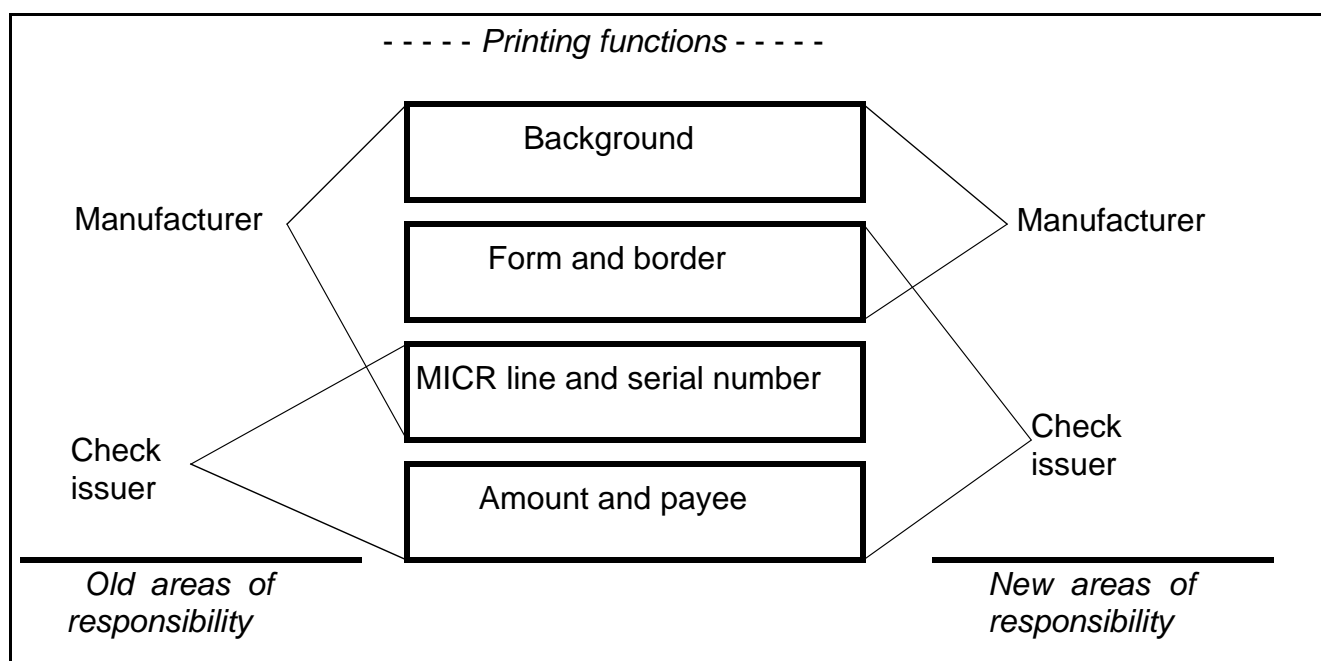 - - - - - Printing functions - - - - -
Background
Manufacturer
Manufacturer
Form and border
MICR line and serial number
Check
issuer
Check
issuer
Amount and payee
Old areas of
responsibility
New areas of
responsibility